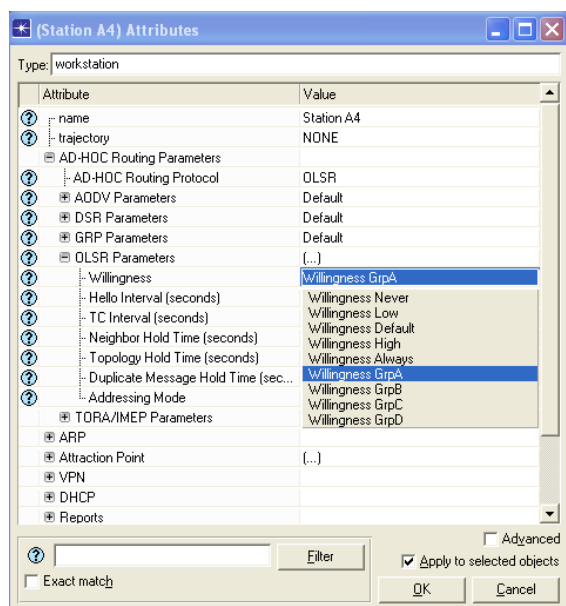 (Station A4) Attributes
Type: workstation
Attribute Value
name Station A4
trajectory NONE
AD-HOC Routing Parameters
AD-HOC Routing Protocol OLSR
AODV Parameters Default
DSR Parameters Default
GRP Parameters Default
OLSR Parameters (...)
Willingness Willingness GrpA
Hello Interval (seconds) Willingness Never
TC Interval (seconds) Willingness Low
Neighbor Hold Time (seconds) Willingness Default
Topology Hold Time (seconds) Willingness High
Duplicate Message Hold Time (sec... Willingness Always
Addressing Mode Willingness GrpA
Willingness GrpB
TORA/IMEP Parameters Willingness GrpC
Willingness GrpD
ARP
Attraction Point (...)
VPN
DHCP
Reports
Advanced
Filter Apply to selected objects
Exact match OK Cancel